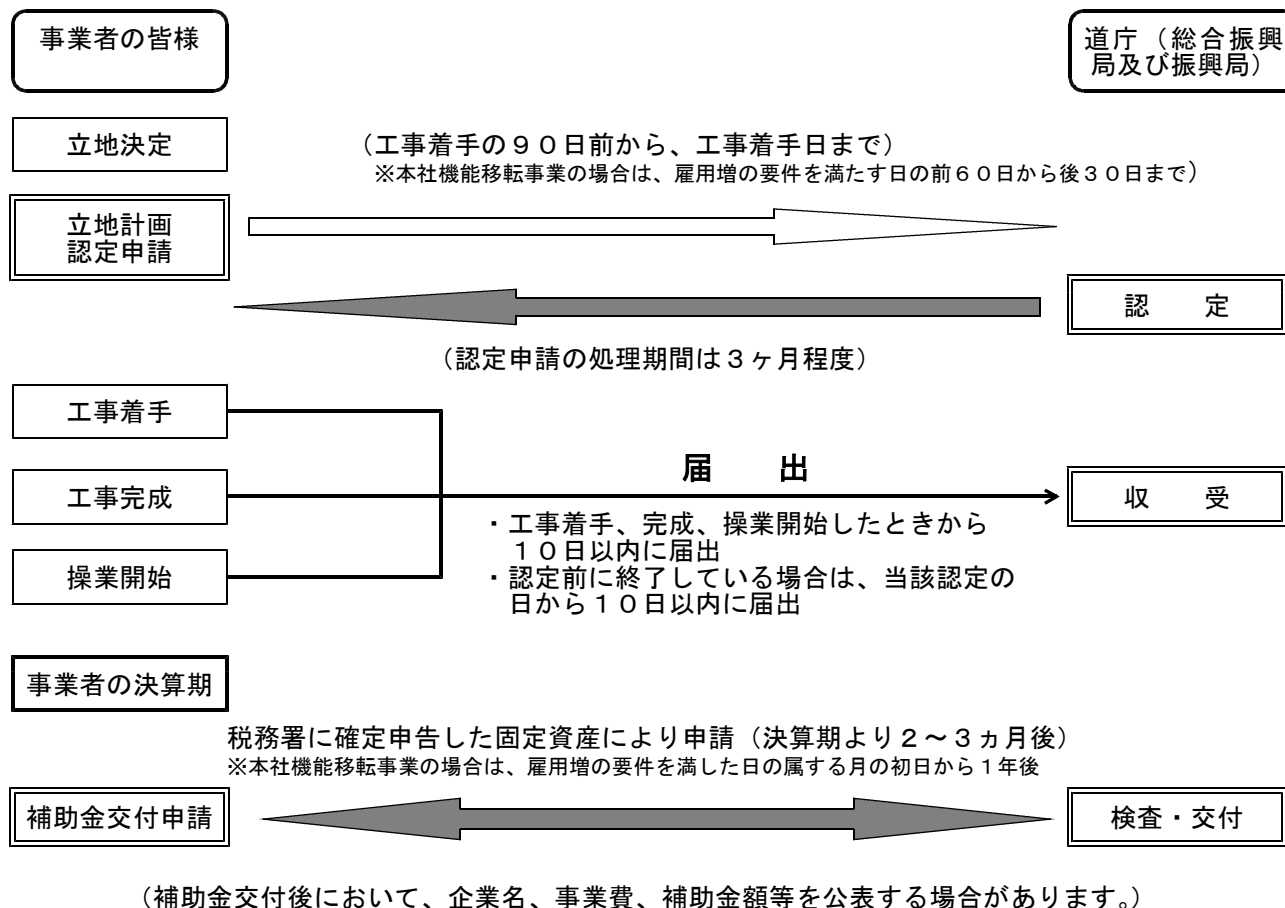 事業者の皆様
道庁（総合振興
局及び振興局）
立地決定
（工事着手の９０日前から、工事着手日まで）
※本社機能移転事業の場合は、雇用増の要件を満たす日の前６０日から後３０日まで）
立地計画
認定申請
認　　定
（認定申請の処理期間は３ヶ月程度）
工事着手
届　　出
工事完成
収　　受
・工事着手、完成、操業開始したときから
１０日以内に届出
操業開始
・認定前に終了している場合は、当該認定の
日から１０日以内に届出
事業者の決算期
税務署に確定申告した固定資産により申請（決算期より２～３ヵ月後）
※本社機能移転事業の場合は、雇用増の要件を満した日の属する月の初日から１年後
補助金交付申請
検査・交付
（補助金交付後において、企業名、事業費、補助金額等を公表する場合があります。）